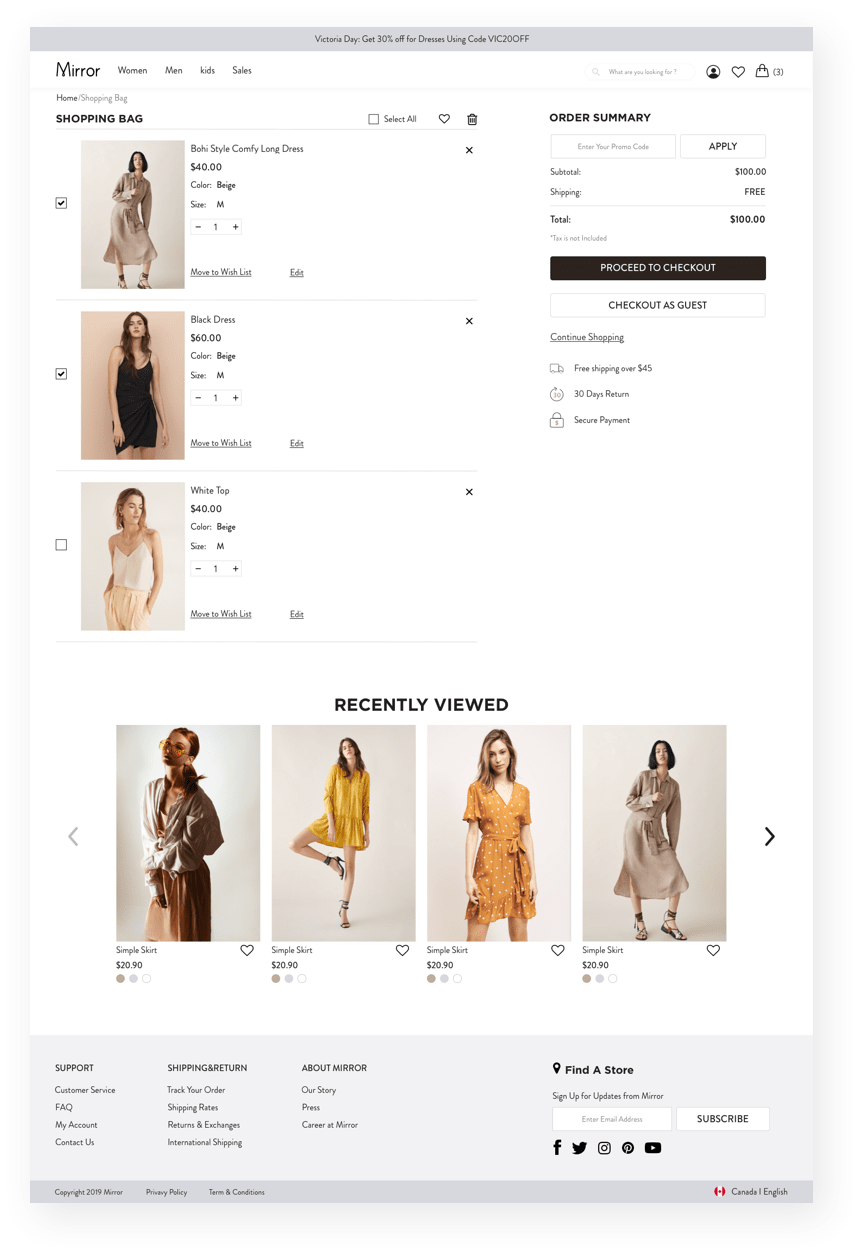 Victoria Day: Get 30% off for Dresses Using Code VIC20OFF
Mirror Women Men kids Sales What are you looking for ? (3)
Home/Shopping Bag
SHOPPING BAG Select All
Bohi Style Comfy Long Dress
$40.00
Color: Beige
Size: M
− 1 +
Move to Wish List Edit
Black Dress
$60.00
Color: Beige
Size: M
− 1 +
Move to Wish List Edit
White Top
$40.00
Color: Beige
Size: M
− 1 +
Move to Wish List Edit
ORDER SUMMARY
Enter Your Promo Code APPLY
Subtotal: $100.00
Shipping: FREE
Total: $100.00
*Tax is not Included
PROCEED TO CHECKOUT
CHECKOUT AS GUEST
Continue Shopping
Free shipping over $45
30 30 Days Return
$ Secure Payment
RECENTLY VIEWED
Simple Skirt
$20.90
Simple Skirt
$20.90
Simple Skirt
$20.90
Simple Skirt
$20.90
SUPPORT
Customer Service
FAQ
My Account
Contact Us
SHIPPING&RETURN
Track Your Order
Shipping Rates
Returns & Exchanges
International Shipping
ABOUT MIRROR
Our Story
Press
Career at Mirror
Find A Store
Sign Up for Updates from Mirror
Enter Email Address SUBSCRIBE
Copyright 2019 Mirror Privavy Policy Term & Conditions Canada I English